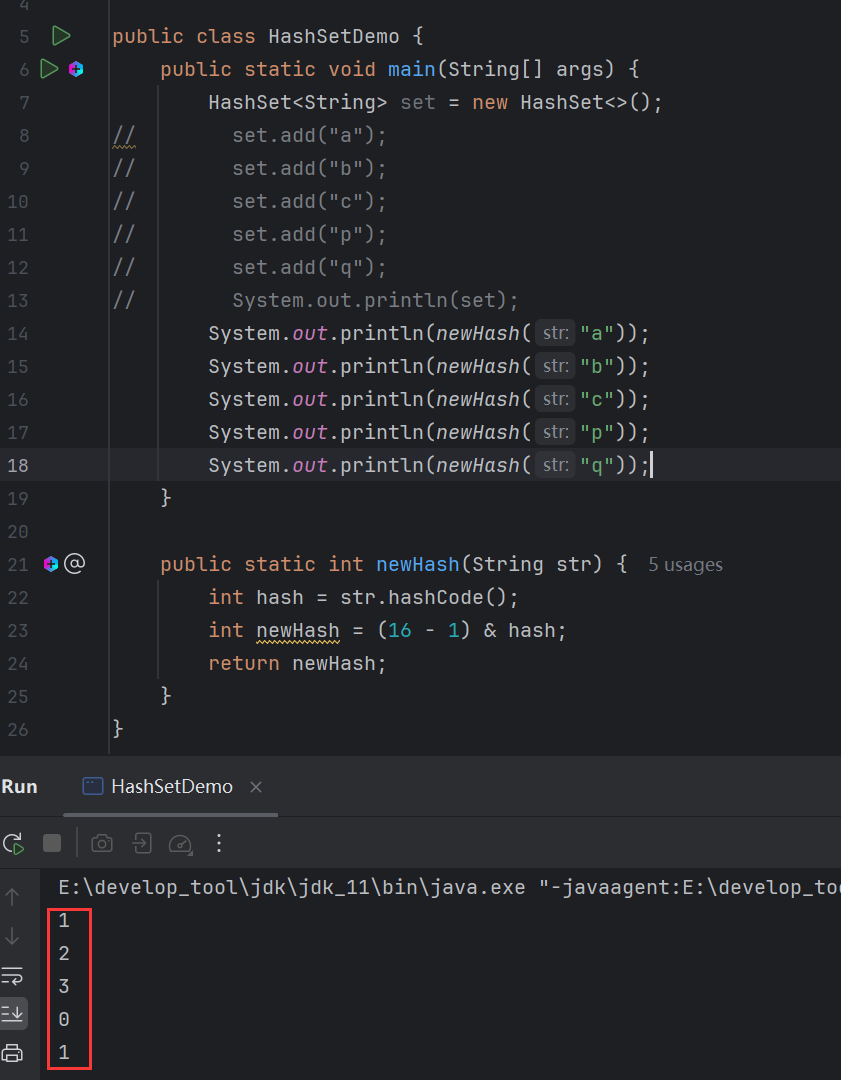 4
5 public class HashSetDemo {
6 public static void main(String[] args) {
7 HashSet<String> set = new HashSet<>();
8 // set.add("a");
9 // set.add("b");
10 // set.add("c");
11 // set.add("p");
12 // set.add("q");
13 // System.out.println(set);
14 System.out.println(newHash( str: "a"));
15 System.out.println(newHash( str: "b"));
16 System.out.println(newHash( str: "c"));
17 System.out.println(newHash( str: "p"));
18 System.out.println(newHash( str: "q"));
19 }
20
21 public static int newHash(String str) { 5 usages
22 int hash = str.hashCode();
23 int newHash = (16 - 1) & hash;
24 return newHash;
25 }
26 }
Run HashSetDemo
E:\develop_tool\jdk\jdk_11\bin\java.exe "-javaagent:E:\develop_too
1
2
3
0
1